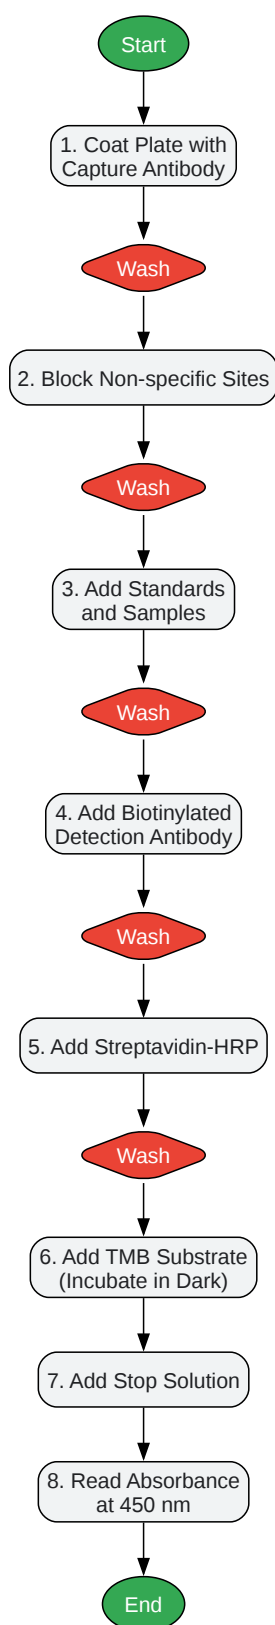 Start
1. Coat Plate with
Capture Antibody
Wash
2. Block Non-specific Sites
Wash
3. Add Standards
and Samples
Wash
4. Add Biotinylated
Detection Antibody
Wash
5. Add Streptavidin-HRP
Wash
6. Add TMB Substrate
(Incubate in Dark)
7. Add Stop Solution
8. Read Absorbance
at 450 nm
End